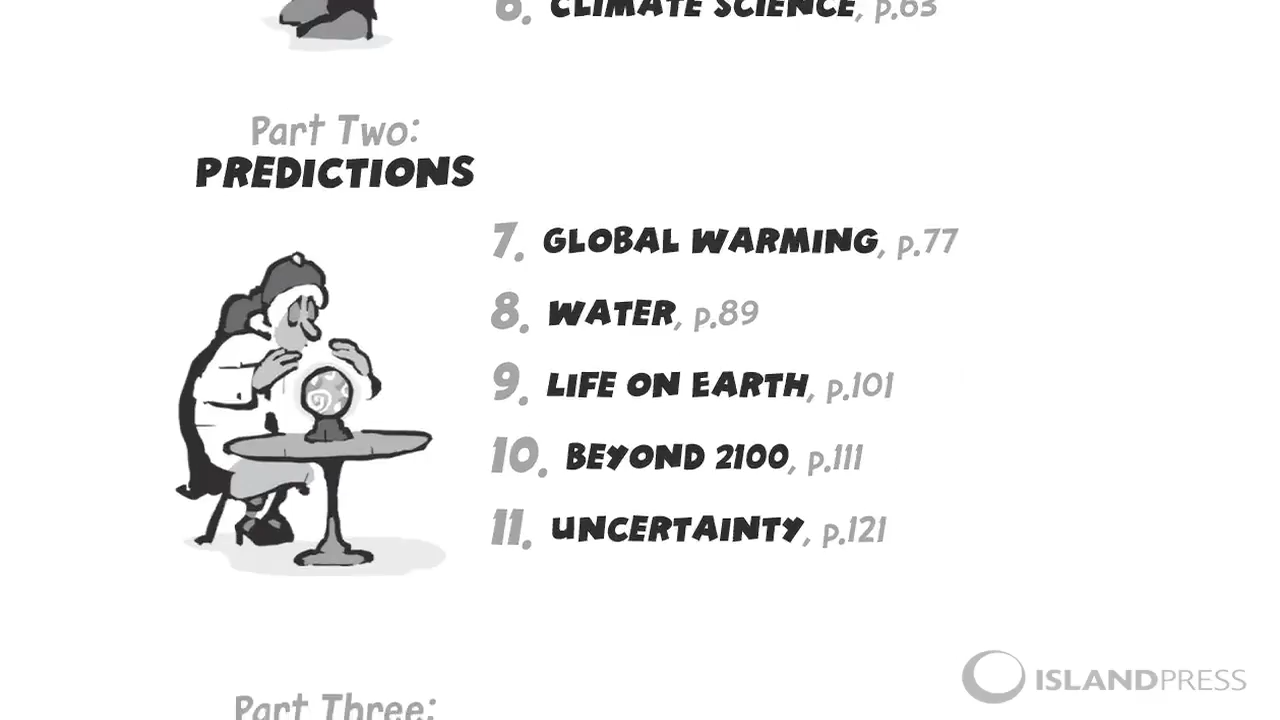 6. CLIMATE SCIENCE, p.63
Part Two:
PREDICTIONS
7. GLOBAL WARMING, p.77
8. WATER, p.89
9. LIFE ON EARTH, p.101
10. BEYOND 2100, p.111
11. UNCERTAINTY, p.121
ISLANDPRESS
Part Three: